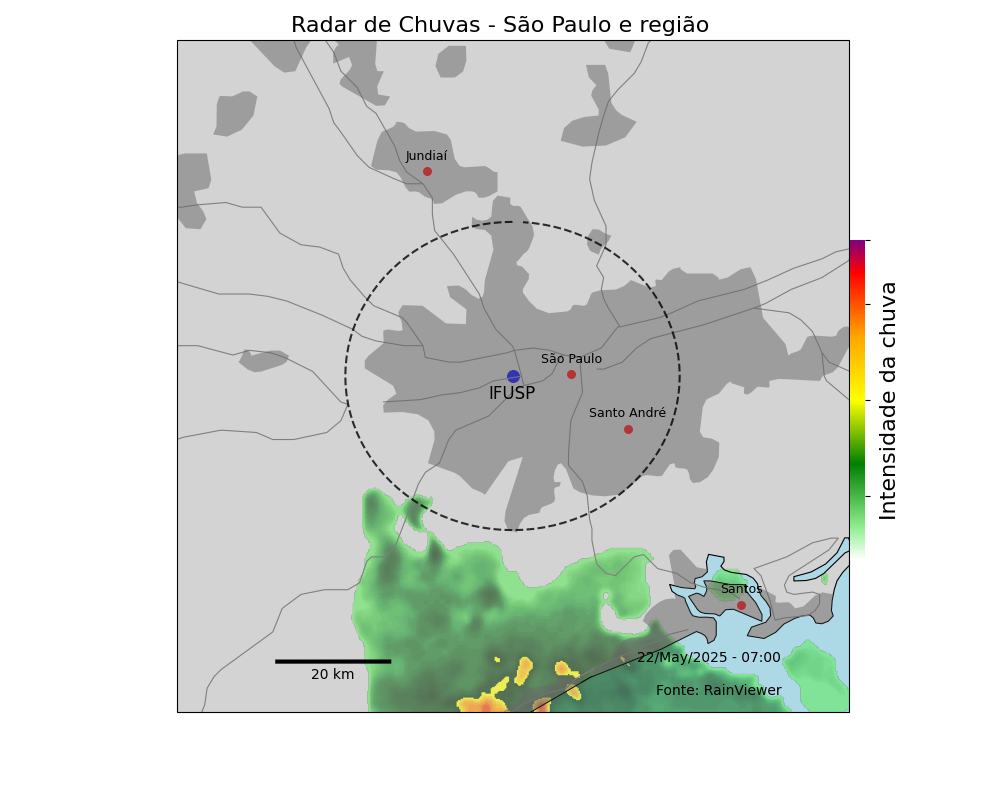 Radar de Chuvas - São Paulo e região
Jundiaí
São Paulo
IFUSP
Santo André
Intensidade da chuva
Santos
22/May/2025 - 07:00
20 km
Fonte: RainViewer